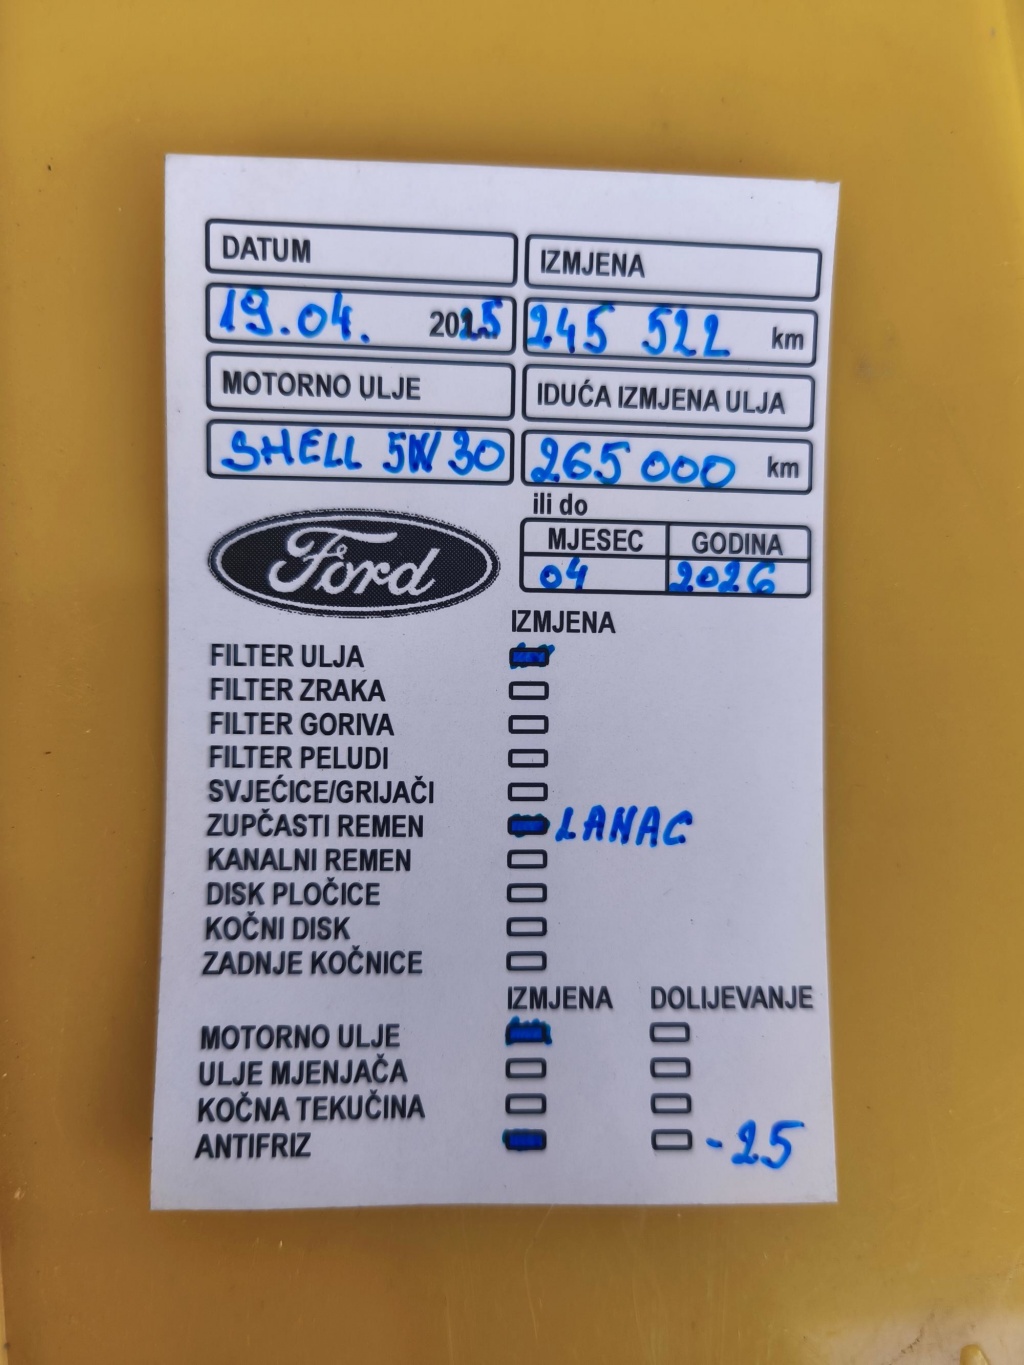 DATUM IZMJENA
19.04. 2025 245 522 km
MOTORNO ULJE IDUĆA IZMJENA ULJA
SHELL 5W30 265 000 km
ili do
MJESEC GODINA
04 2026
Ford
IZMJENA
FILTER ULJA
FILTER ZRAKA
FILTER GORIVA
FILTER PELUDI
SVJEĆICE/GRIJAČI
ZUPČASTI REMEN LANAC
KANALNI REMEN
DISK PLOČICE
KOČNI DISK
ZADNJE KOČNICE
IZMJENA DOLIJEVANJE
MOTORNO ULJE
ULJE MJENJAČA
KOČNA TEKUČINA
ANTIFRIZ -25